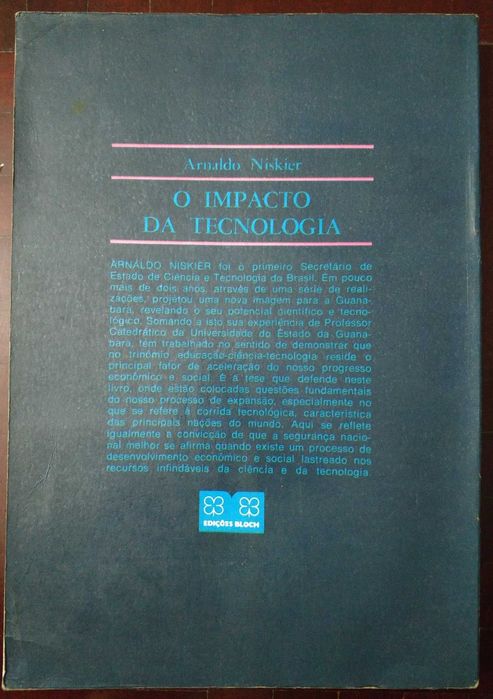 Arnaldo Niskier
O IMPACTO
DA TECNOLOGIA
ARNALDO NISKIER foi o primeiro Secretário de
Estado de Ciência e Tecnologia do Brasil. Em pouco
mais de dois anos, através de uma série de reali-
zações, projetou uma nova imagem para a Guana-
bara, revelando o seu potencial científico e tecno-
lógico. Somando a isto sua experiência de Professor
Catedrático da Universidade do Estado da Guana-
bara, tem trabalhado no sentido de demonstrar que
no trinômio educação-ciência-tecnologia reside o
principal fator de aceleração do nosso progresso
econômico e social. É a tese que defende neste
livro, onde estão colocadas questões fundamentais
do nosso processo de expansão, especialmente no
que se refere à corrida tecnológica, característica
das principais nações do mundo. Aqui se reflete
igualmente a convicção de que a segurança nacio-
nal melhor se afirma quando existe um processo de
desenvolvimento econômico e social lastreado nos
recursos infindáveis da ciência e da tecnologia.
EDIÇÕES BLOCH